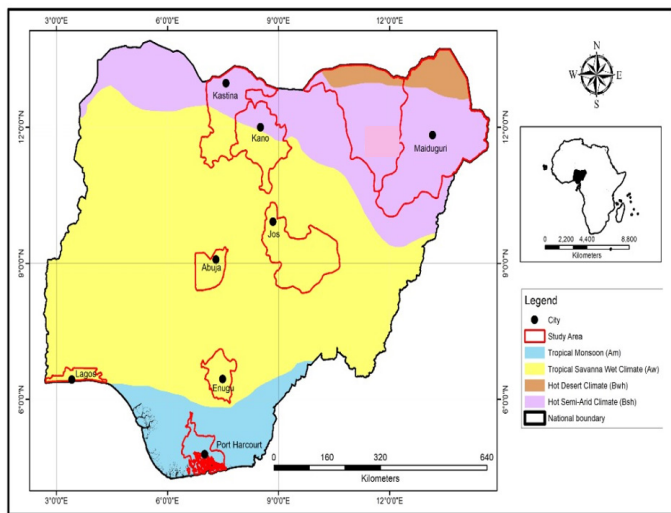 3°0'0"E 6°0'0"E 9°0'0"E 12°0'0"E
12°0'0"N
9°0'0"N
6°0'0"N
Kastina
Kano
Maiduguri
Jos
Abuja
Lagos
Enugu
Port Harcourt
0 160 320 640
Kilometers
3°0'0"E 6°0'0"E 9°0'0"E 12°0'0"E
12°0'0"N
9°0'0"N
6°0'0"N
N
W E
S
0 2,200 4,400 8,800
Kilometers
Legend
City
Study Area
Tropical Monsoon (Am)
Tropical Savanna Wet Climate (Aw)
Hot Desert Climate (Bwh)
Hot Semi-Arid Climate (Bsh)
National boundary